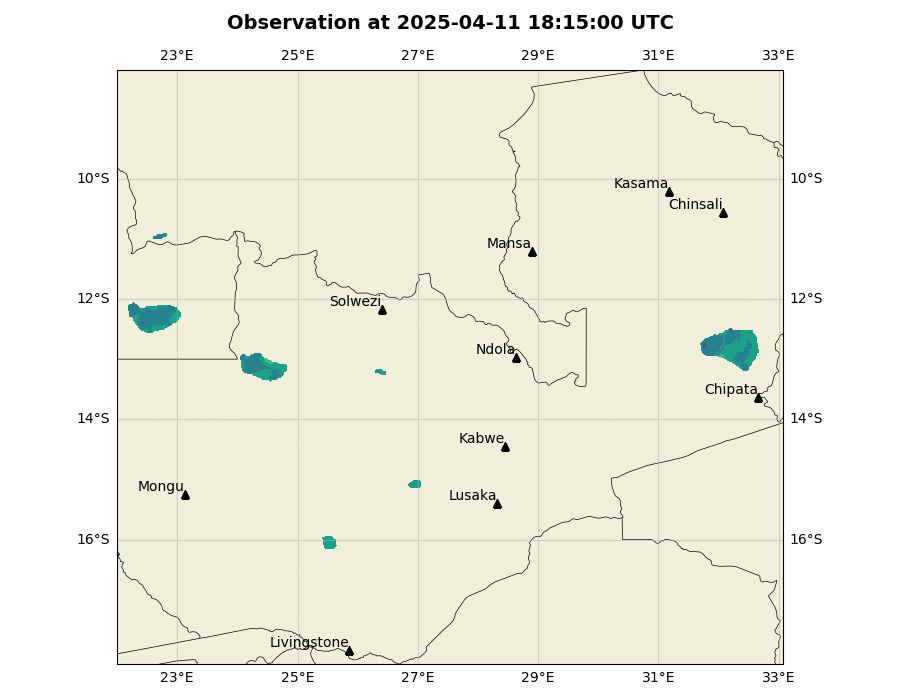 Observation at 2025-04-11 18:15:00 UTC
23°E 25°E 27°E 29°E 31°E 33°E
10°S 10°S
Kasama
Chinsali
Mansa
12°S 12°S
Solwezi
Ndola
Chipata
14°S 14°S
Kabwe
Mongu
Lusaka
16°S 16°S
Livingstone
23°E 25°E 27°E 29°E 31°E 33°E